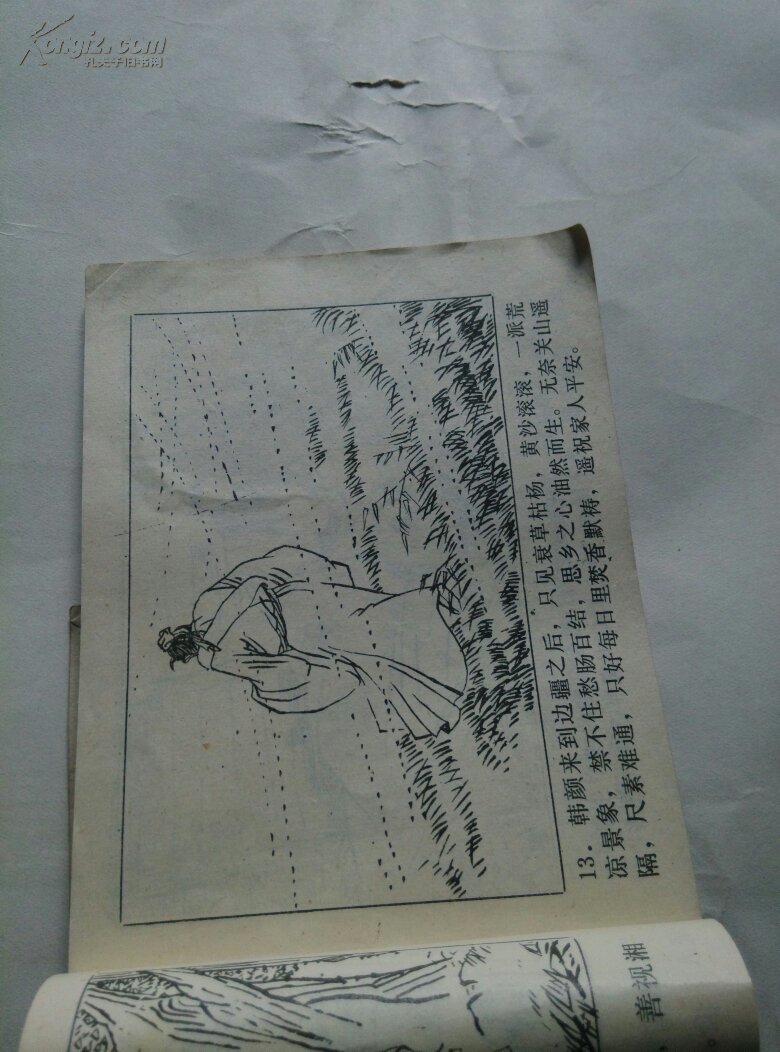 Kongfz.com
孔夫子旧书网
13. 韩颜来到边疆之后，只见衰草枯杨，黄沙滚滚，一派荒
凉景象，禁不住愁肠百结，思乡之心油然而生。无奈关山遥
隔，尺素难通，只好每日里焚香默祷，遥祝家人平安。
善视湘